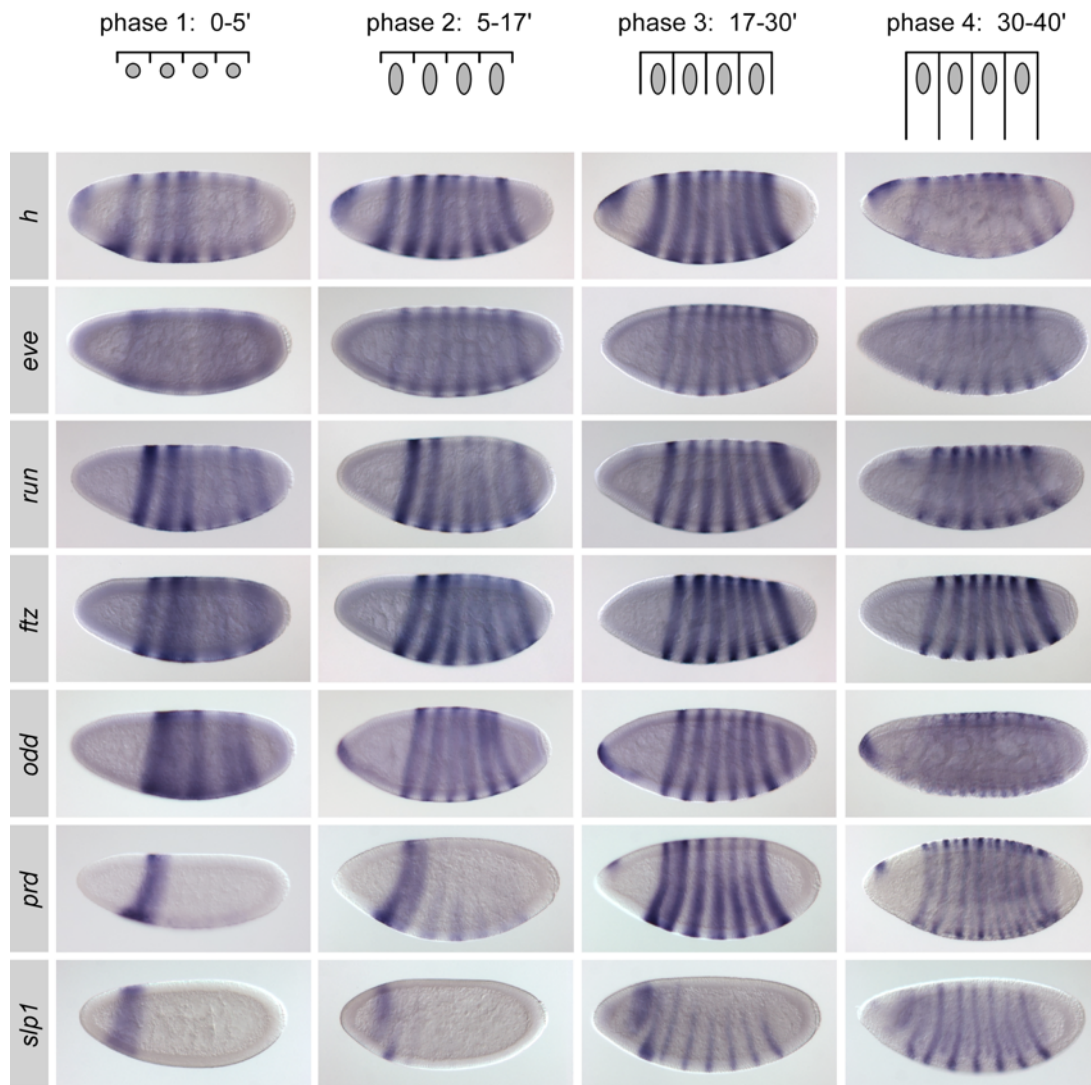 phase 1: 0-5' phase 2: 5-17' phase 3: 17-30' phase 4: 30-40'
h
eve
run
ftz
odd
prd
slp1